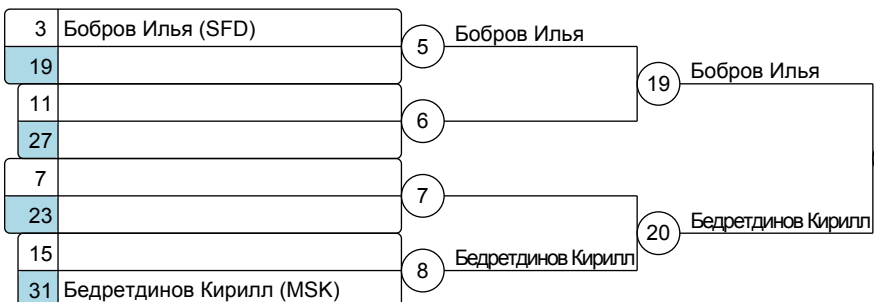 3 Бобров Илья (SFD)
19
5 Бобров Илья
19 Бобров Илья
11
27
6
7
23
7
20 Бедретдинов Кирилл
15
31 Бедретдинов Кирилл (MSK)
8 Бедретдинов Кирилл